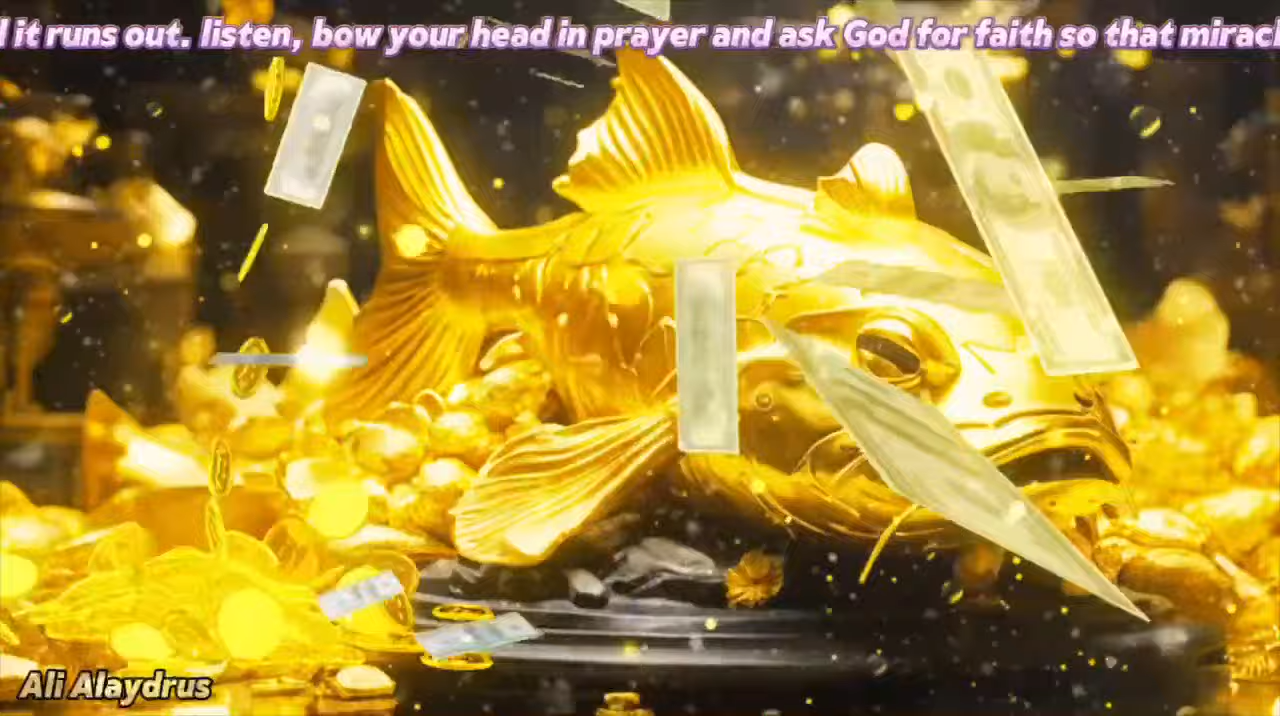 it runs out. listen, bow your head in prayer and ask God for faith so that
Ali Alaydrus